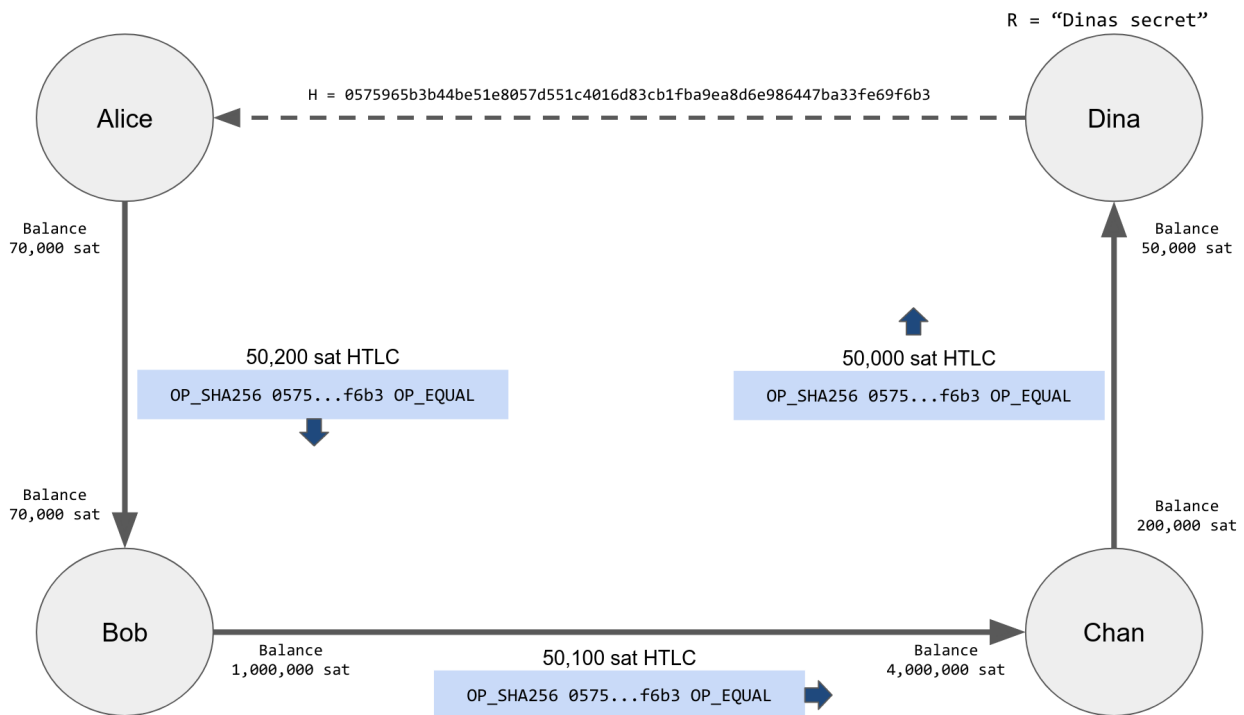 R = “Dinas secret”
H = 0575965b3b44be51e8057d551c4016d83cb1fba9ea8d6e986447ba33fe69f6b3
Alice
Dina
Balance
70,000 sat
Balance
50,000 sat
50,200 sat HTLC
OP_SHA256 0575...f6b3 OP_EQUAL
50,000 sat HTLC
OP_SHA256 0575...f6b3 OP_EQUAL
Balance
70,000 sat
Balance
200,000 sat
Bob
Chan
Balance
1,000,000 sat
50,100 sat HTLC
OP_SHA256 0575...f6b3 OP_EQUAL
Balance
4,000,000 sat